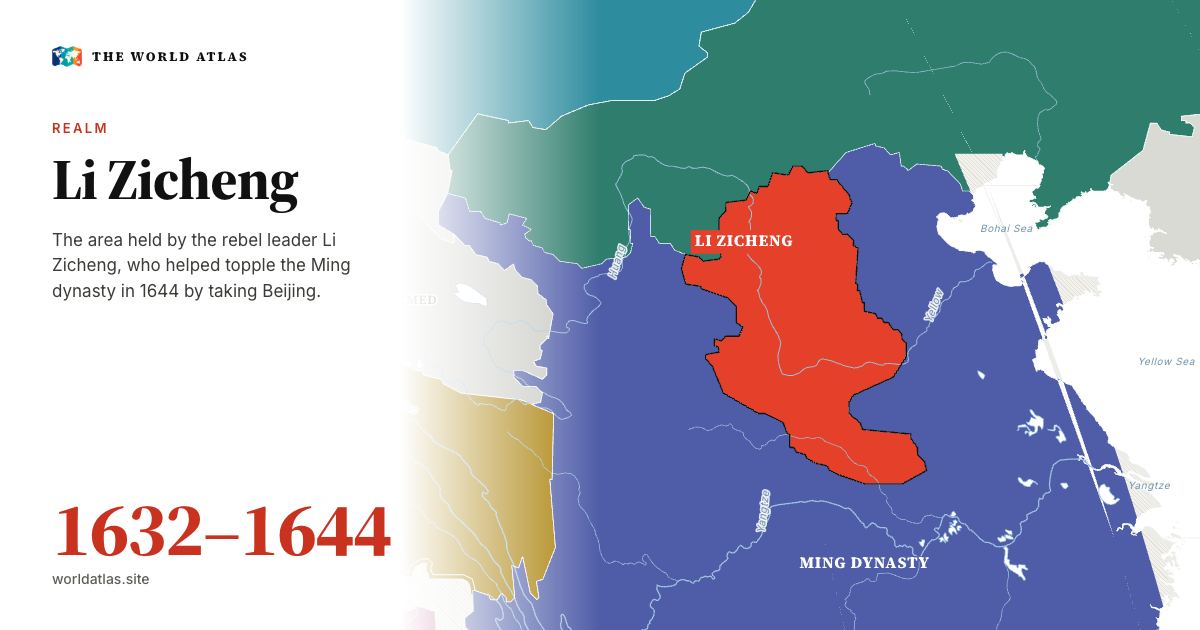 THE WORLD ATLAS
REALM
Li Zicheng
The area held by the rebel leader Li
Zicheng, who helped topple the Ming
dynasty in 1644 by taking Beijing.
1632–1644
worldatlas.site
Bohai Sea
LI ZICHENG
Huang
MED
Yellow
Yellow Sea
Yangtze
Yangtze
MING DYNASTY